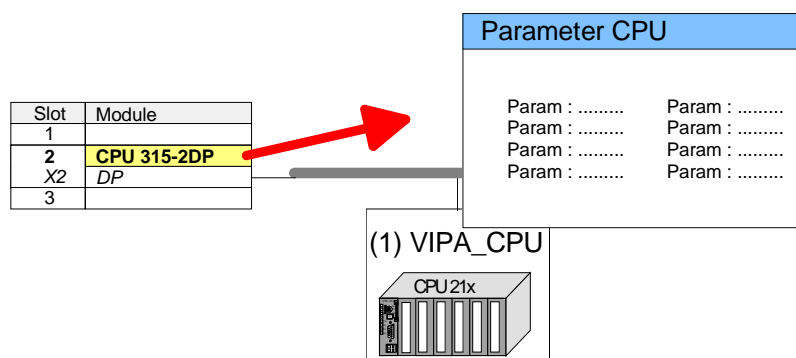 Parameter CPU
Param : ......... Param : .........
Param : ......... Param : .........
Param : ......... Param : .........
Param : ......... Param : .........
Slot Module
1
2 CPU 315-2DP
X2 DP
3
(1) VIPA_CPU
CPU 21x